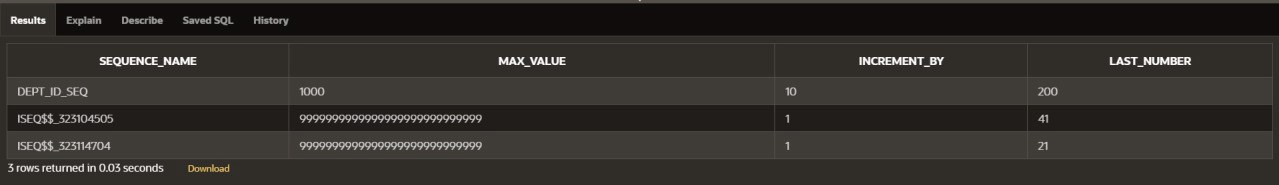 Results Explain Describe Saved SQL History
SEQUENCE_NAME MAX_VALUE INCREMENT_BY LAST_NUMBER
DEPT_ID_SEQ 1000 10 200
ISEQ$$_323104505 9999999999999999999999999999 1 41
ISEQ$$_323114704 9999999999999999999999999999 1 21
3 rows returned in 0.03 seconds Download